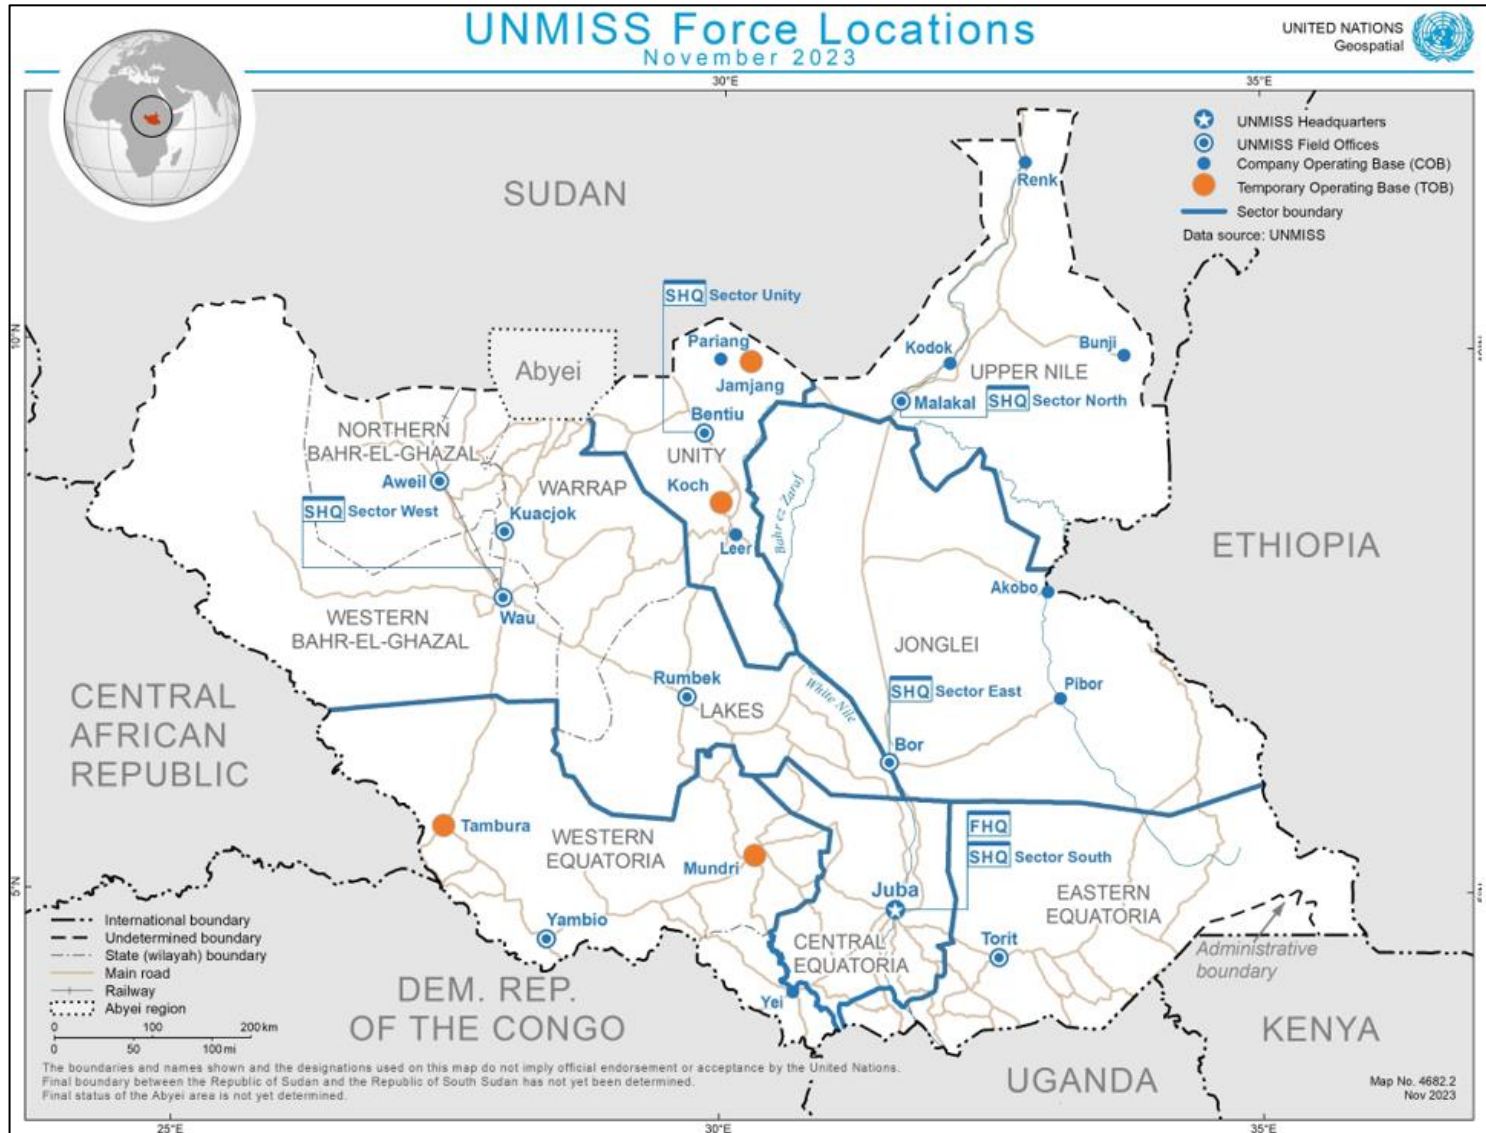 UNMISS Force Locations
November 2023
UNITED NATIONS
Geospatial
30°E
35°E
UNMISS Headquarters
UNMISS Field Offices
Company Operating Base (COB)
Temporary Operating Base (TOB)
Sector boundary
Data source: UNMISS
SUDAN
Renk
SHQ Sector Unity
10°N
Pariang
Jamjang
Kodok
Bunji
UPPER NILE
Abyei
Malakal
SHQ Sector North
Bentiu
NORTHERN
BAHR-EL-GHAZAL
UNITY
Aweil
WARRAP
Koch
SHQ Sector West
Kuacjok
Leer
Bahr ez Zaraf
ETHIOPIA
Akobo
WESTERN
BAHR-EL-GHAZAL
Wau
JONGLEI
CENTRAL
AFRICAN
REPUBLIC
Rumbek
LAKES
White Nile
SHQ Sector East
Pibor
Bor
Tambura
WESTERN
EQUATORIA
Mundri
FHQ
SHQ Sector South
5°N
Juba
EASTERN
EQUATORIA
Yambio
CENTRAL
EQUATORIA
Torit
Administrative
boundary
Yei
DEM. REP.
OF THE CONGO
KENYA
UGANDA
International boundary
Undetermined boundary
State (wilayah) boundary
Main road
Railway
Abyei region
0 100 200 km
0 50 100 mi
The boundaries and names shown and the designations used on this map do not imply official endorsement or acceptance by the United Nations.
Final boundary between the Republic of Sudan and the Republic of South Sudan has not yet been determined.
Final status of the Abyei area is not yet determined.
Map No. 4682.2
Nov 2023
25°E
30°E
35°E